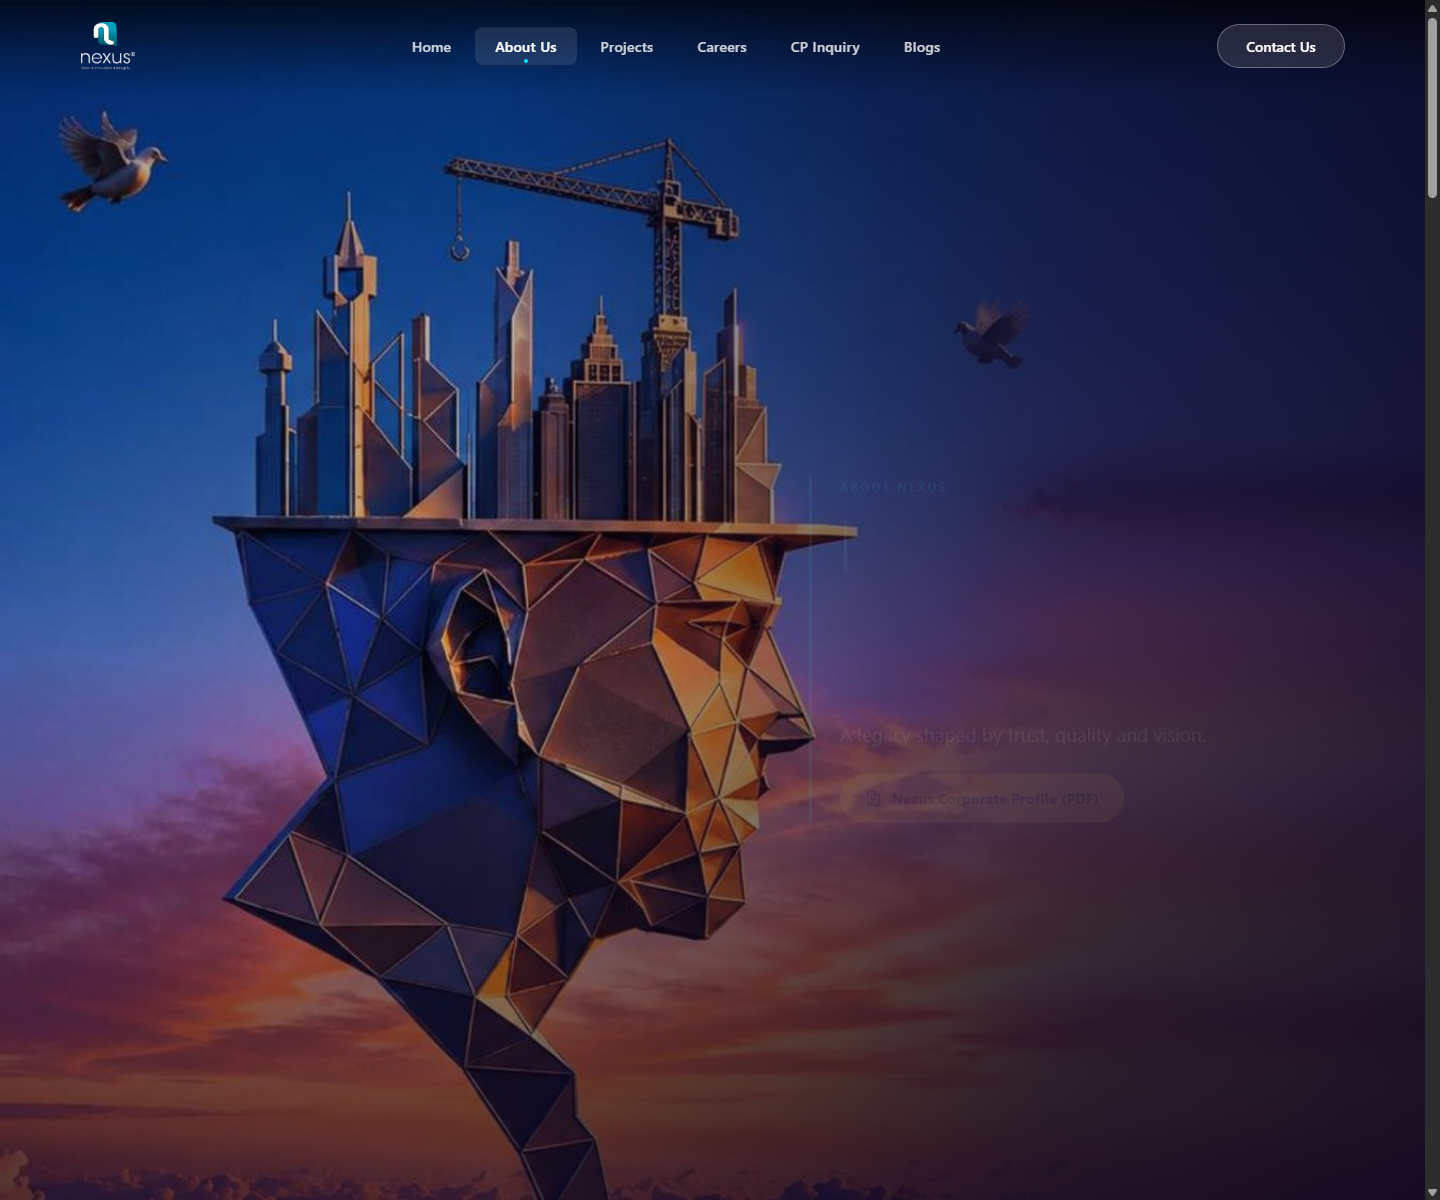 nexus
Home
About Us
Projects
Careers
CP Inquiry
Blogs
Contact Us
ABOUT NEXUS
A legacy shaped by trust, quality and vision.
Nexus Corporate Profile (PDF)